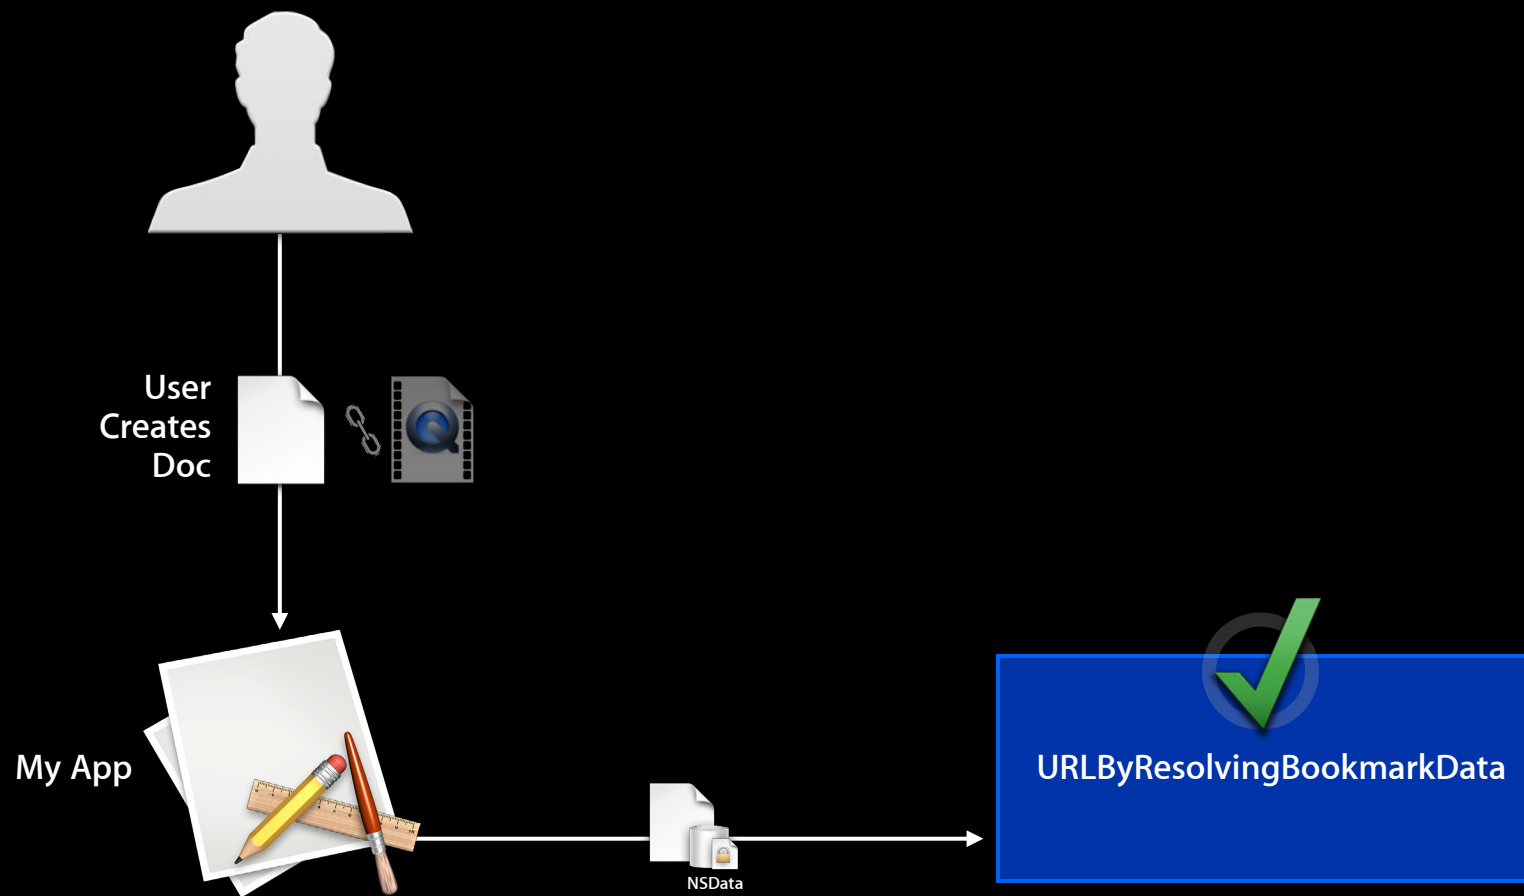 User
Creates
Doc
My App
URLByResolvingBookmarkData
NSData